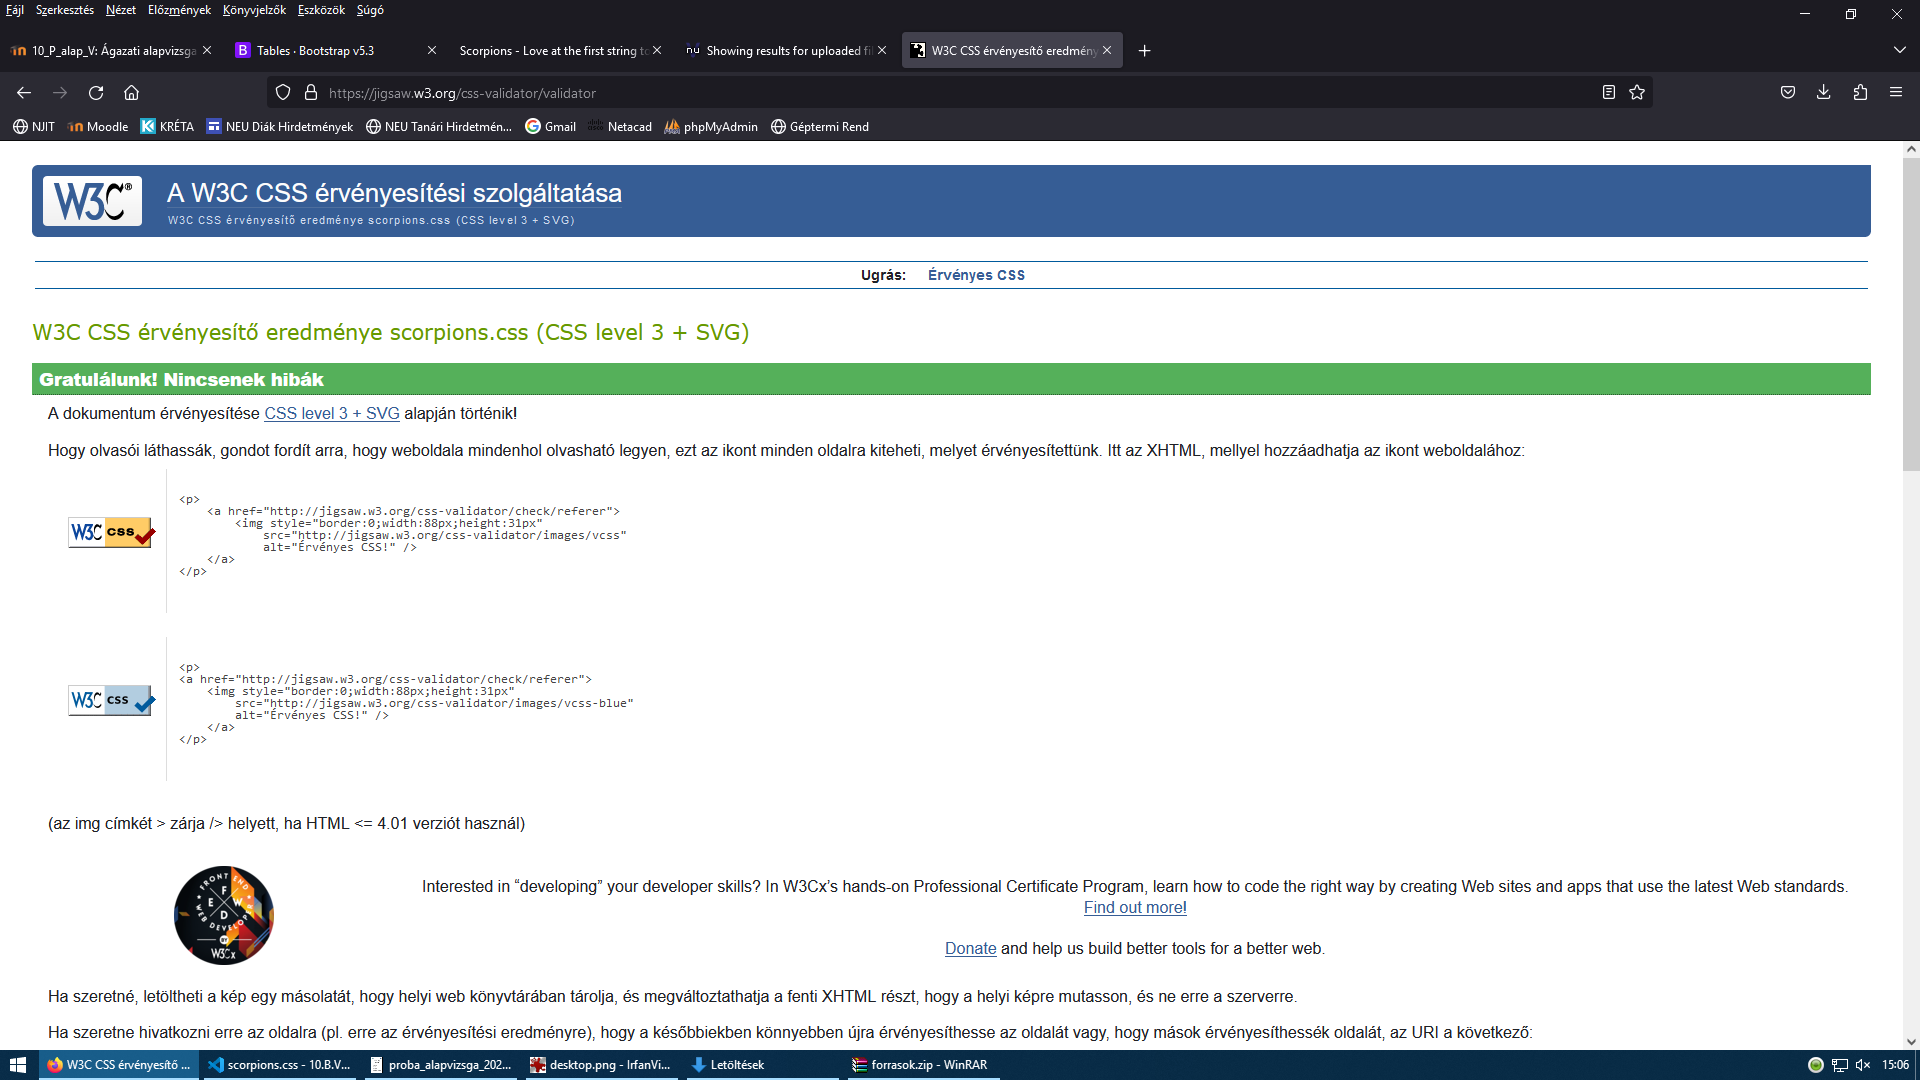 Fájl Szerkesztés Nézet Előzmények Könyvjelzők Eszközök Súgó
10_P_alap_V: Ágazati alapvizsga
Tables · Bootstrap v5.3
Scorpions - Love at the first string to
Showing results for uploaded fil
W3C CSS érvényesítő eredmény
https://jigsaw.w3.org/css-validator/validator
NJIT Moodle KRÉTA NEU Diák Hirdetmények NEU Tanári Hirdetmén... Gmail Netacad phpMyAdmin Géptermi Rend
W3C® A W3C CSS érvényesítési szolgáltatása
W3C CSS érvényesítő eredménye scorpions.css (CSS level 3 + SVG)
Ugrás: Érvényes CSS
W3C CSS érvényesítő eredménye scorpions.css (CSS level 3 + SVG)
Gratulálunk! Nincsenek hibák
A dokumentum érvényesítése CSS level 3 + SVG alapján történik!
Hogy olvasói láthassák, gondot fordít arra, hogy weboldala mindenhol olvasható legyen, ezt az ikont minden oldalra kiteheti, melyet érvényesítettünk. Itt az XHTML, mellyel hozzáadhatja az ikont weboldalához:
W3C css
<p>
<a href="http://jigsaw.w3.org/css-validator/check/referer">
<img style="border:0;width:88px;height:31px"
src="http://jigsaw.w3.org/css-validator/images/vcss"
alt="Érvényes CSS!" />
</a>
</p>
W3C css
<p>
<a href="http://jigsaw.w3.org/css-validator/check/referer">
<img style="border:0;width:88px;height:31px"
src="http://jigsaw.w3.org/css-validator/images/vcss-blue"
alt="Érvényes CSS!" />
</a>
</p>
(az img címkét > zárja /> helyett, ha HTML <= 4.01 verziót használ)
FRONT END
F E W D
WEB DEVELOPER
BY
W3Cx
Interested in “developing” your developer skills? In W3Cx’s hands-on Professional Certificate Program, learn how to code the right way by creating Web sites and apps that use the latest Web standards.
Find out more!
Donate and help us build better tools for a better web.
Ha szeretné, letöltheti a kép egy másolatát, hogy helyi web könyvtárában tárolja, és megváltoztathatja a fenti XHTML részt, hogy a helyi képre mutasson, és ne erre a szerverre.
Ha szeretne hivatkozni erre az oldalra (pl. erre az érvényesítési eredményre), hogy a későbbiekben könnyebben újra érvényesíthesse az oldalát vagy, hogy mások érvényesíthessék oldalát, az URI a következő:
W3C CSS érvényesítő ... scorpions.css - 10.B.V... proba_alapvizsga_202... desktop.png - IrfanVi... Letöltések forrasok.zip - WinRAR 15:06